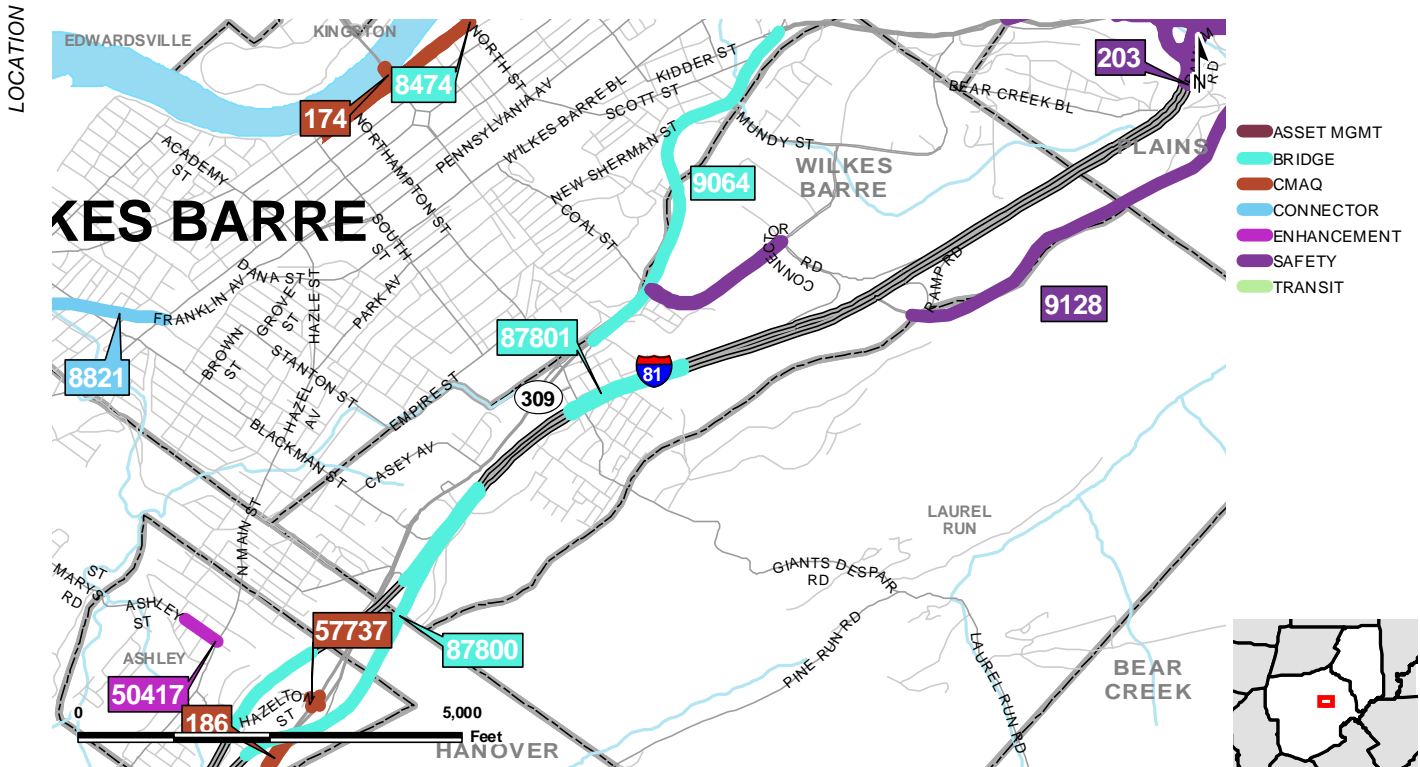 LOCATION
EDWARDSVILLE
KINGSTON
NORTH ST
203
N
RD
8474
KIDDER ST
BEAR CREEK BL
174
PENNSYLVANIA AV
WILKES-BARRE BL
SCOTT ST
MUNDY ST
ACADEMY
ST
NORTHAMPTON ST
NEW SHERMAN ST
WILKES
BARRE
PLAINS
9064
KES BARRE
SOUTH
ST
COAL ST
CONNECTOR
RD
DANA ST
FRANKLIN AV
GROVE
ST
HAZLE ST
PARK AV
RAMP RD
9128
87801
8821
BROWN
ST
STANTON ST
81
309
HAZEL
AV
EMPIRE ST
BLACKMAN ST
CASEY AV
N MAIN ST
LAUREL
RUN
GIANTS DESPAIR
RD
ST
MARYS
RD
ASHLEY
ST
57737
87800
ASHLEY
PINE RUN RD
LAUREL RUN RD
BEAR
CREEK
50417
186
HAZELTON
ST
0
5,000
Feet
HANOVER
ASSET MGMT
BRIDGE
CMAQ
CONNECTOR
ENHANCEMENT
SAFETY
TRANSIT